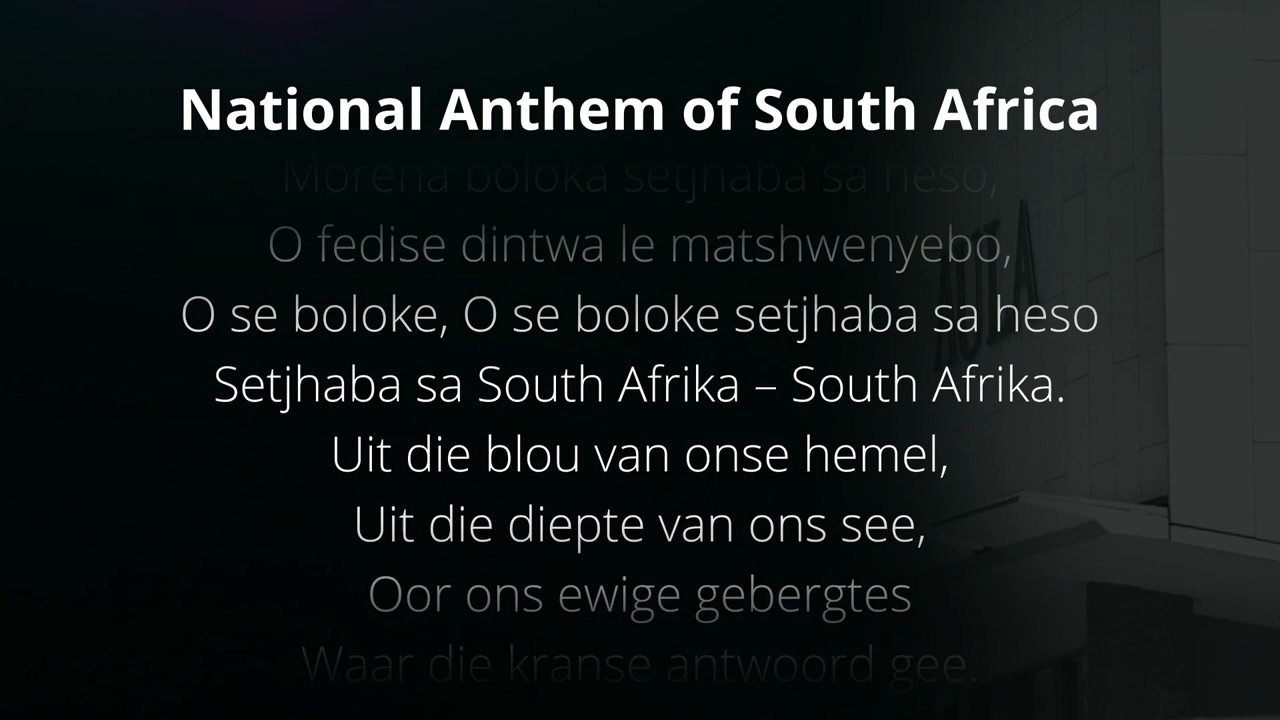 National Anthem of South Africa
Morena boloka setjhaba sa heso,
O fedise dintwa le matshwenyebo,
O se boloke, O se boloke setjhaba sa heso
Setjhaba sa South Afrika – South Afrika.
Uit die blou van onse hemel,
Uit die diepte van ons see,
Oor ons ewige gebergtes
Waar die kranse antwoord gee.
AULA